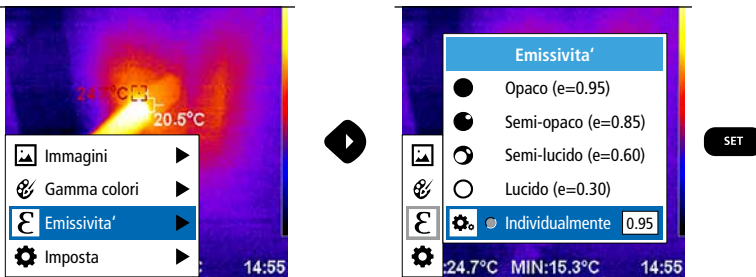 24.7°C
20.5°C
Immagini
Gamma colori
ε Emissivita’
Imposta
: 14:55
Emissivita’
Opaco (e=0.95)
Semi-opaco (e=0.85)
Semi-lucido (e=0.60)
Lucido (e=0.30)
ε Individualmente 0.95
:24.7°C MIN:15.3°C 14:55
SET